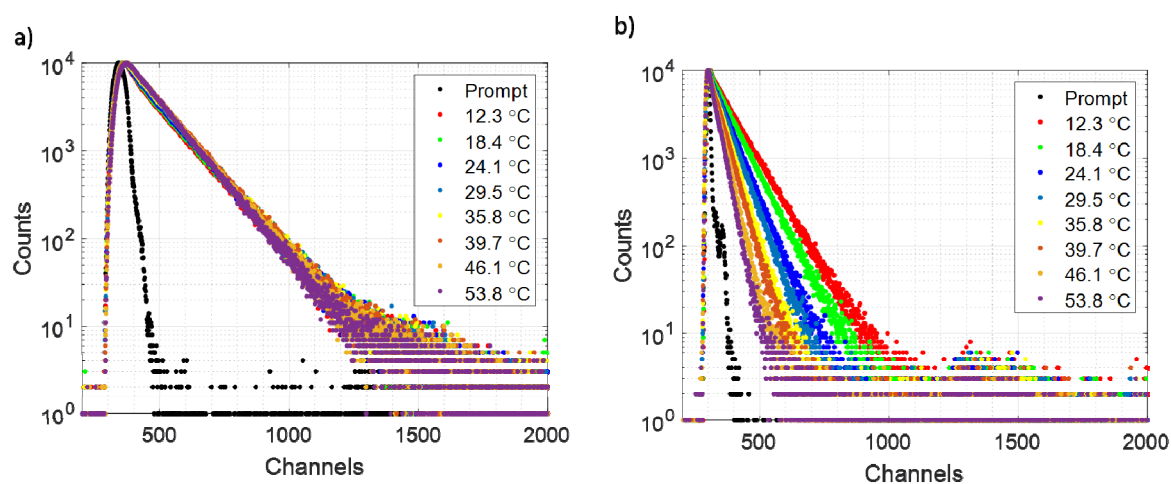 a)
10⁴
10³
10²
10¹
10⁰
Counts
500
1000
1500
2000
Channels
Prompt
12.3 °C
18.4 °C
24.1 °C
29.5 °C
35.8 °C
39.7 °C
46.1 °C
53.8 °C
b)
10⁴
10³
10²
10¹
10⁰
Counts
500
1000
1500
2000
Channels
Prompt
12.3 °C
18.4 °C
24.1 °C
29.5 °C
35.8 °C
39.7 °C
46.1 °C
53.8 °C